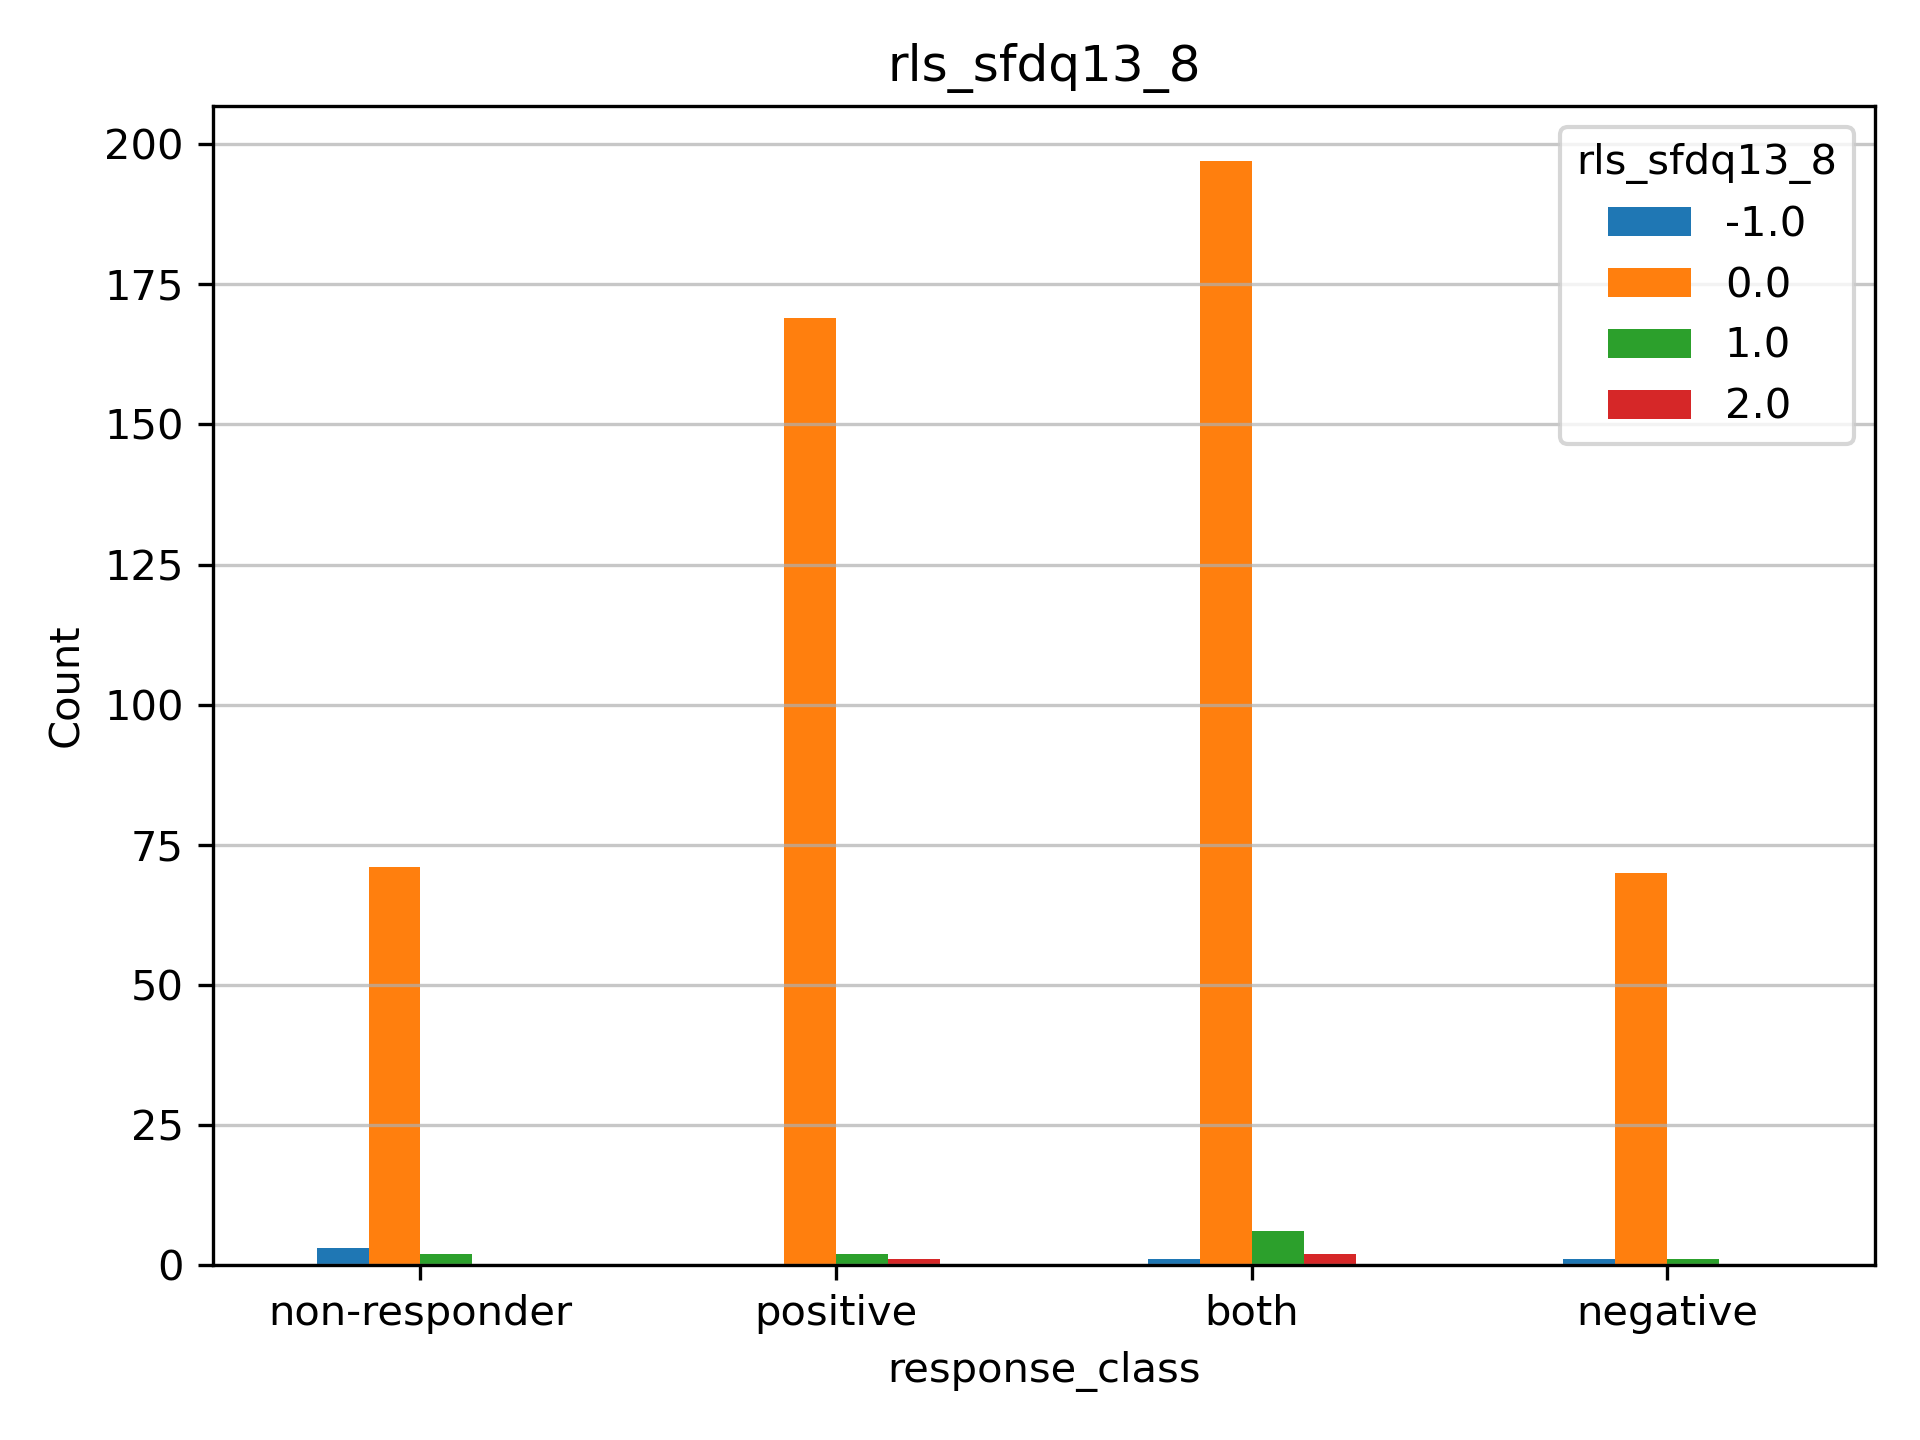 rls_sfdq13_8
200
175
150
125
100
75
50
25
0
Count
rls_sfdq13_8
-1.0
0.0
1.0
2.0
non-responder positive both negative
response_class